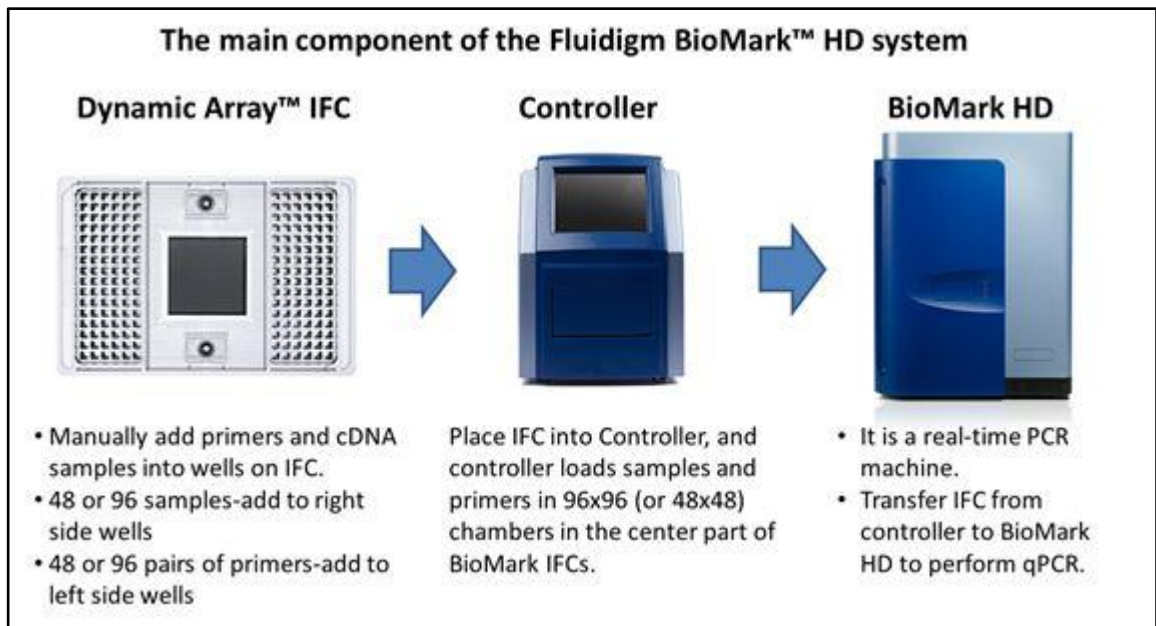 The main component of the Fluidigm BioMark™ HD system
Dynamic Array™ IFC
• Manually add primers and cDNA
samples into wells on IFC.
• 48 or 96 samples-add to right
side wells
• 48 or 96 pairs of primers-add to
left side wells
Controller
Place IFC into Controller, and
controller loads samples and
primers in 96x96 (or 48x48)
chambers in the center part of
BioMark IFCs.
BioMark HD
• It is a real-time PCR
machine.
• Transfer IFC from
controller to BioMark
HD to perform qPCR.